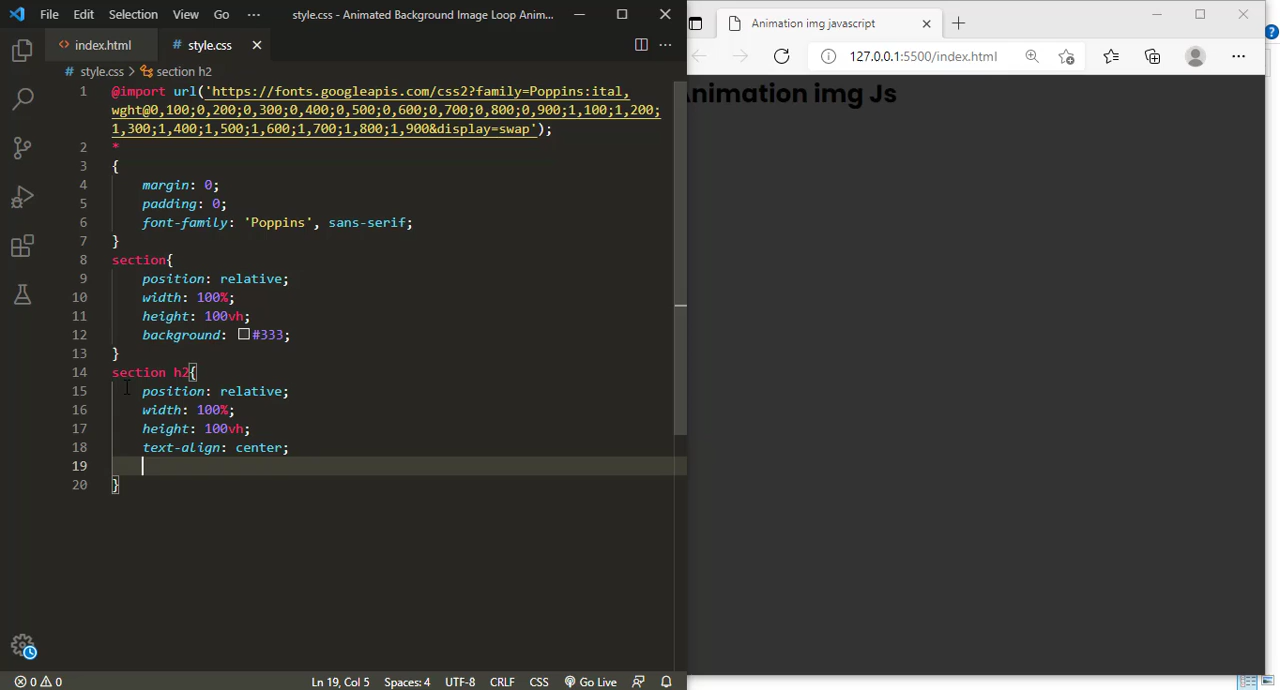 File Edit Selection View Go ··· style.css - Animated Background Image Loop Anim...
Animation img javascript
index.html # style.css
127.0.0.1:5500/index.html
# style.css > section h2
1 @import url('https://fonts.googleapis.com/css2?family=Poppins:ital,
wght@0,100;0,200;0,300;0,400;0,500;0,600;0,700;0,800;0,900;1,100;1,200;
1,300;1,400;1,500;1,600;1,700;1,800;1,900&display=swap');
2 *
3 {
4 margin: 0;
5 padding: 0;
6 font-family: 'Poppins', sans-serif;
7 }
8 section{
9 position: relative;
10 width: 100%;
11 height: 100vh;
12 background: #333;
13 }
14 section h2{
15 position: relative;
16 width: 100%;
17 height: 100vh;
18 text-align: center;
19
20 }
Animation img Js
0 0 Ln 19, Col 5 Spaces: 4 UTF-8 CRLF CSS Go Live